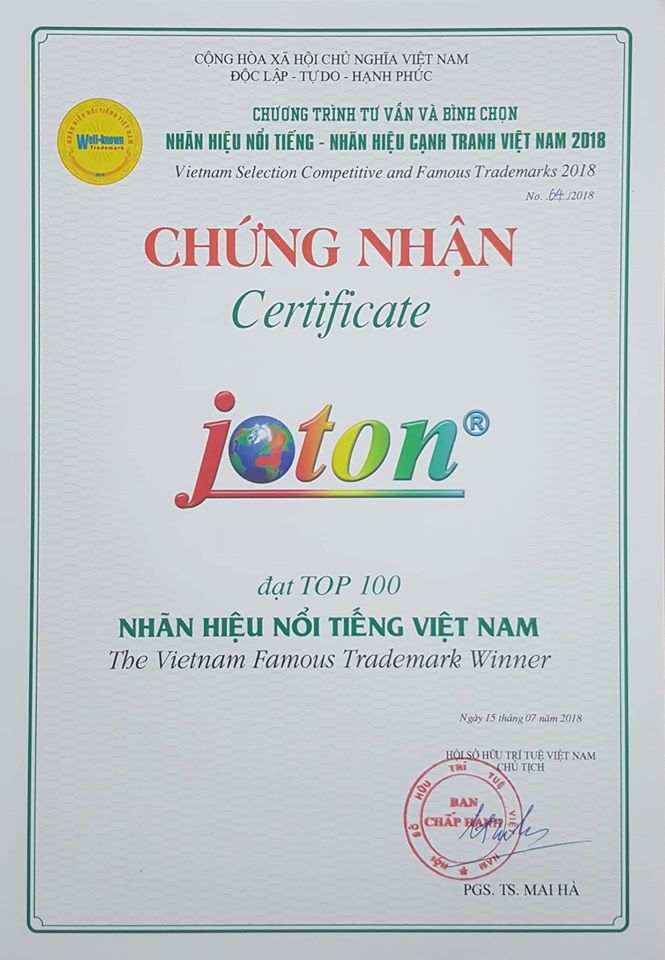 CỘNG HÒA XÃ HỘI CHỦ NGHĨA VIỆT NAM
ĐỘC LẬP - TỰ DO - HẠNH PHÚC
NHÃN HIỆU NỔI TIẾNG VIỆT NAM
Well-known
Trademark
CHƯƠNG TRÌNH TƯ VẤN VÀ BÌNH CHỌN
NHÃN HIỆU NỔI TIẾNG - NHÃN HIỆU CẠNH TRANH VIỆT NAM 2018
Vietnam Selection Competitive and Famous Trademarks 2018
No. .64./2018
CHỨNG NHẬN
Certificate
joton®
đạt TOP 100
NHÃN HIỆU NỔI TIẾNG VIỆT NAM
The Vietnam Famous Trademark Winner
Ngày 15 tháng 07 năm 2018
HỘI SỞ HỮU TRÍ TUỆ VIỆT NAM
CHỦ TỊCH
HỘI SỞ HỮU TRÍ TUỆ VIỆT NAM
BAN
CHẤP HÀNH
PGS. TS. MAI HÀ